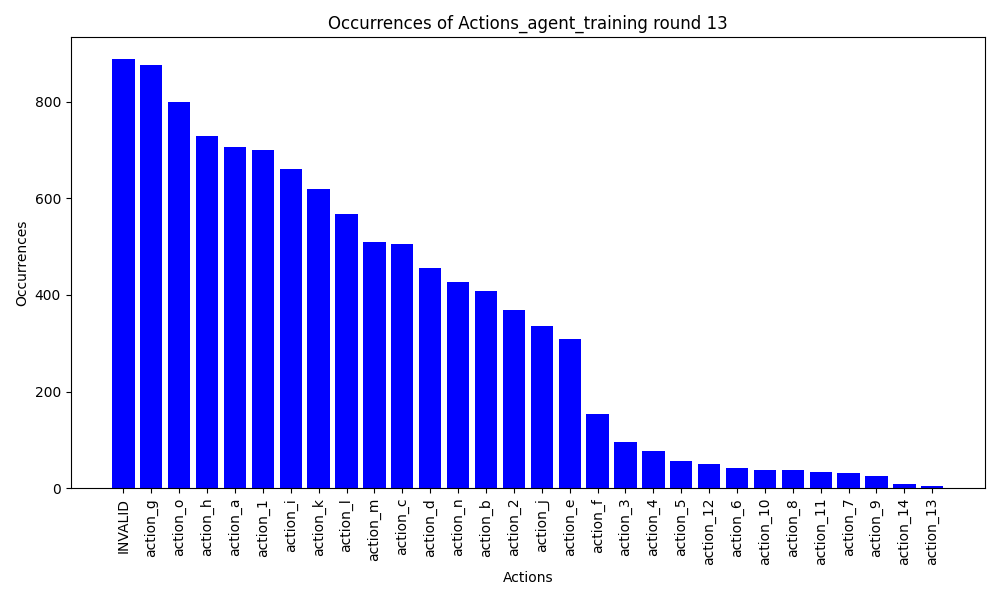 Occurrences of Actions_agent_training round 13
Occurrences
800
600
400
200
0
INVALID
action_g
action_o
action_h
action_a
action_1
action_i
action_k
action_l
action_m
action_c
action_d
action_n
action_b
action_2
action_j
action_e
action_f
action_3
action_4
action_5
action_12
action_6
action_10
action_8
action_11
action_7
action_9
action_14
action_13
Actions